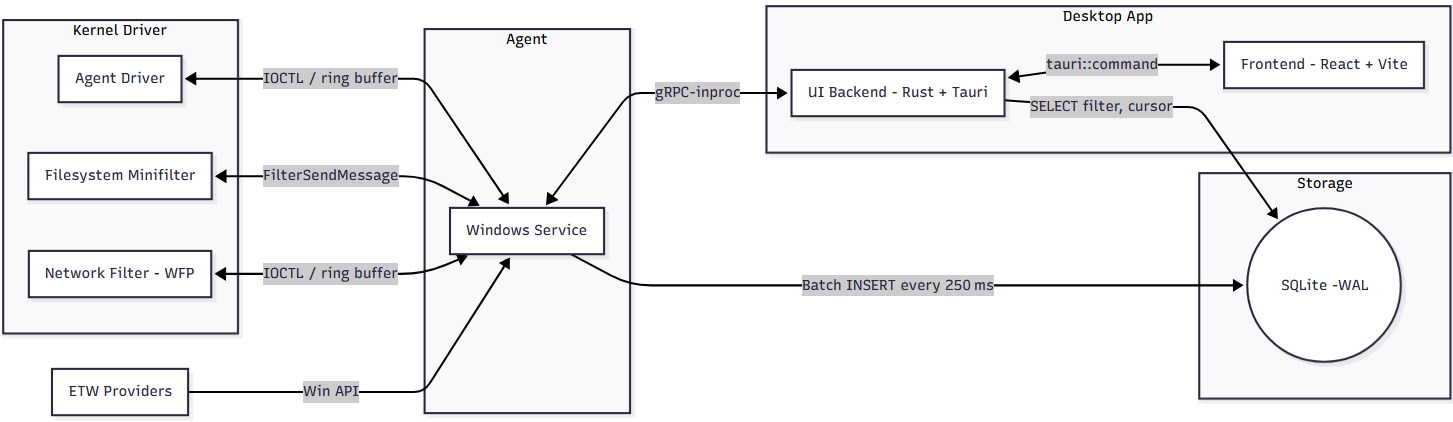 Kernel Driver
Agent Driver
IOCTL / ring buffer
Filesystem Minifilter
FilterSendMessage
Network Filter - WFP
IOCTL / ring buffer
ETW Providers
Win API
Agent
Windows Service
gRPC-inproc
Desktop App
UI Backend - Rust + Tauri
tauri::command
Frontend - React + Vite
SELECT filter, cursor
Batch INSERT every 250 ms
Storage
SQLite -WAL